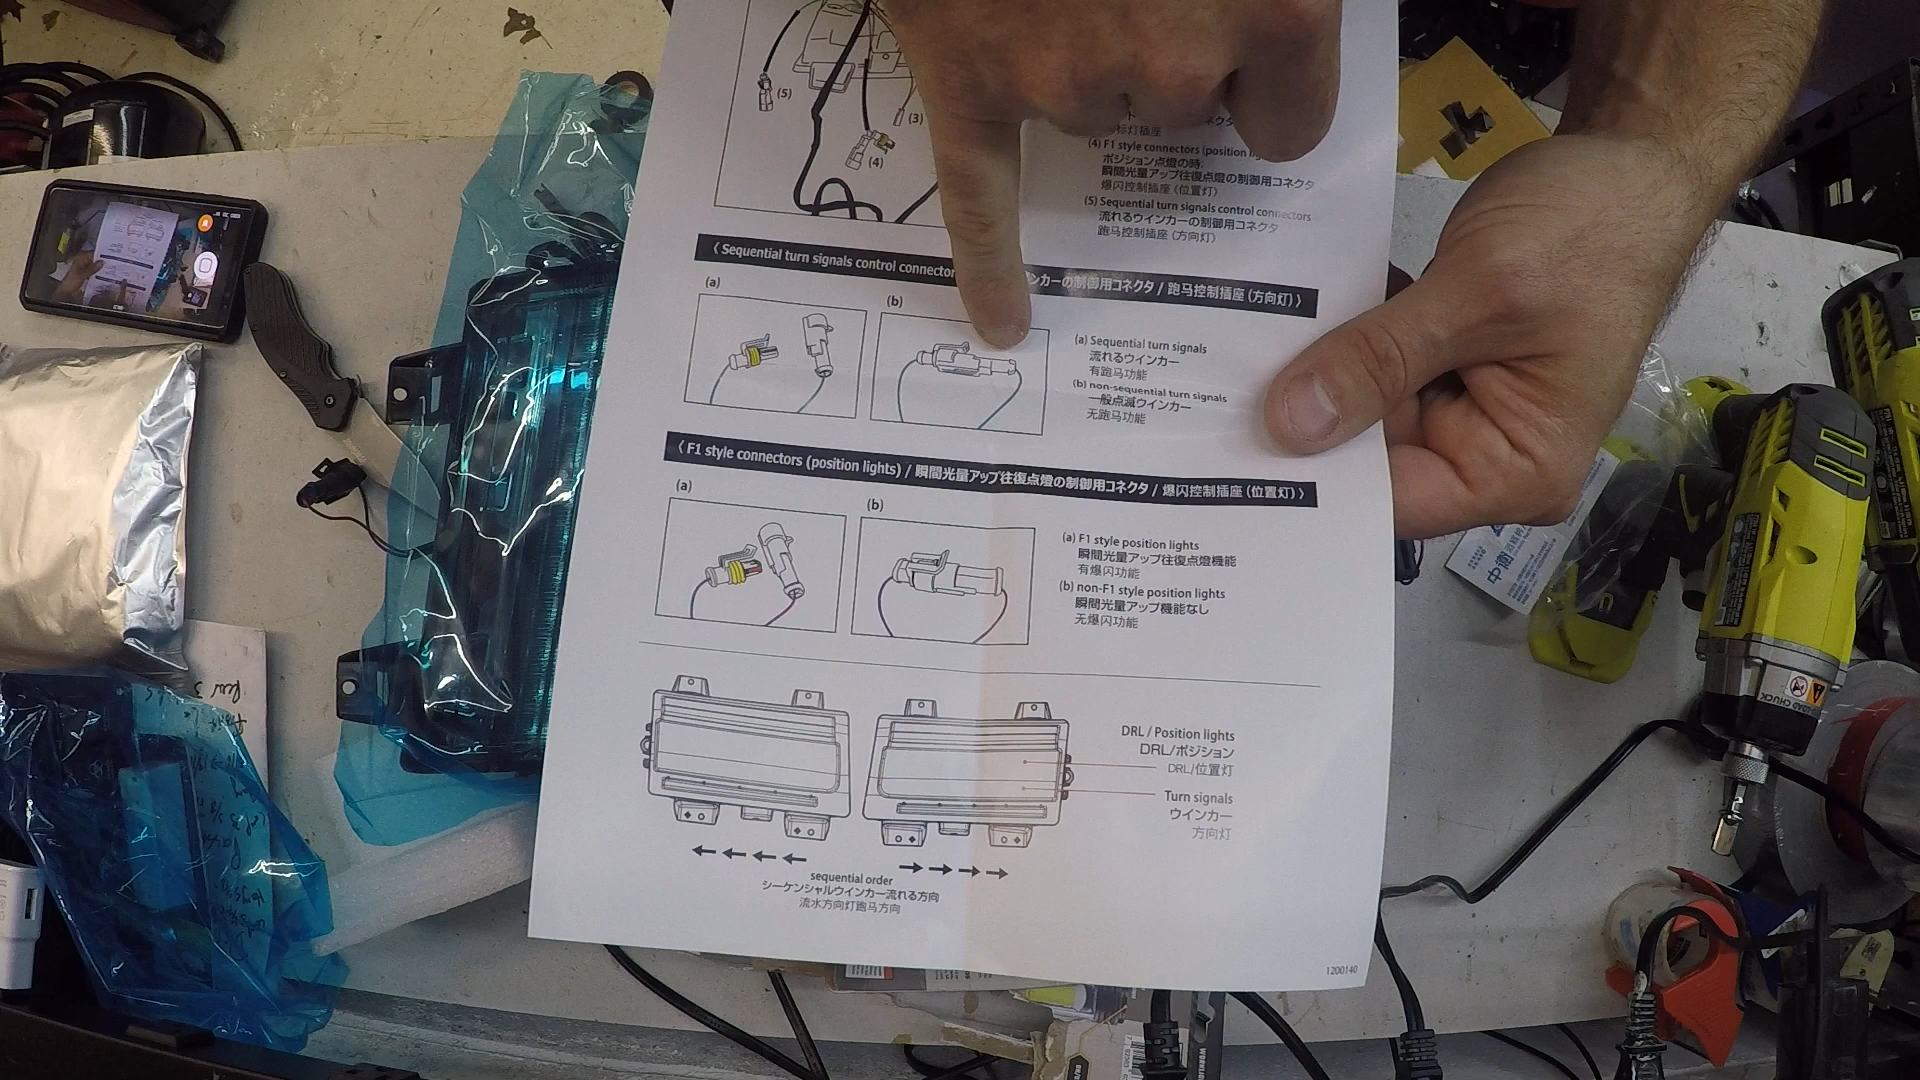 (5)
(3)
(4)
标灯插座
(4) F1 style connectors (position
ポジション点燈の時:
瞬間光量アップ往復点燈の制御用コネクタ
爆闪控制插座 (位置灯)
(5) Sequential turn signals control connectors
流れるウインカーの制御用コネクタ
跑马控制插座 (方向灯)
〈 Sequential turn signals control connector ンカーの制御用コネクタ / 跑马控制插座 (方向灯) 〉
(a)
(b)
(a) Sequential turn signals
流れるウインカー
有跑马功能
(b) non-sequential turn signals
一般点滅ウインカー
无跑马功能
〈 F1 style connectors (position lights) / 瞬間光量アップ往復点燈の制御用コネクタ / 爆闪控制插座 (位置灯) 〉
(a)
(b)
(a) F1 style position lights
瞬間光量アップ往復点燈機能
有爆闪功能
(b) non-F1 style position lights
瞬間光量アップ機能なし
无爆闪功能
DRL / Position lights
DRL/ポジション
DRL/位置灯
Turn signals
ウインカー
方向灯
sequential order
シーケンシャルウインカー流れる方向
流水方向灯跑马方向
1200140
中衛